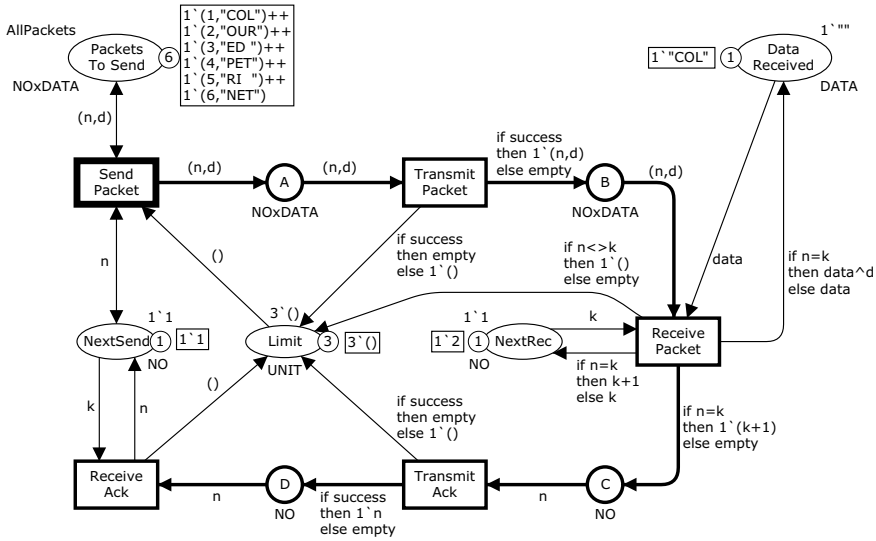 AllPackets
Packets
To Send
6
NOxDATA
1`(1,"COL")++
1`(2,"OUR")++
1`(3,"ED ")++
1`(4,"PET")++
1`(5,"RI  ")++
1`(6,"NET")
1`""
1`"COL"
1
Data
Received
DATA
(n,d)
Send
Packet
(n,d)
A
NOxDATA
(n,d)
Transmit
Packet
if success
then 1`(n,d)
else empty
B
NOxDATA
(n,d)
n
()
if success
then empty
else 1`()
if n<>k
then 1`()
else empty
data
if n=k
then data^d
else data
1`1
NextSend
1
1`1
NO
3`()
Limit
3
3`()
UNIT
1`1
1`2
1
NextRec
NO
k
if n=k
then k+1
else k
Receive
Packet
k
n
()
if success
then empty
else 1`()
if n=k
then 1`(k+1)
else empty
Receive
Ack
n
D
NO
if success
then 1`n
else empty
Transmit
Ack
n
C
NO